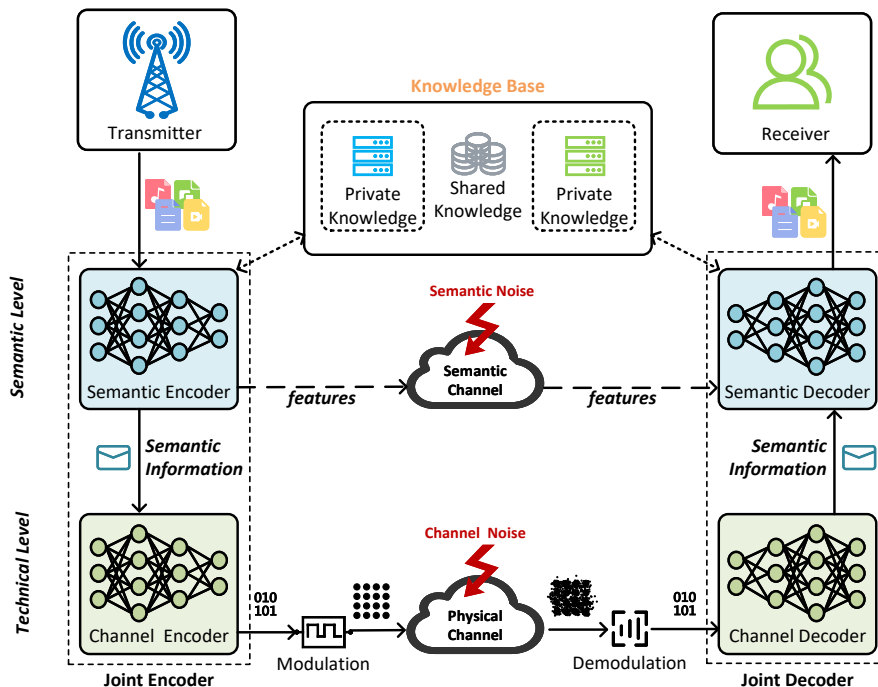 Knowledge Base
Transmitter
Receiver
Private
Knowledge
Shared
Knowledge
Private
Knowledge
Semantic Level
Semantic Noise
Semantic
Channel
Semantic Encoder
features
features
Semantic Decoder
Semantic
Information
Semantic
Information
Technical Level
Channel Noise
010
101
010
101
Physical
Channel
Channel Encoder
Modulation
Demodulation
Channel Decoder
Joint Encoder
Joint Decoder